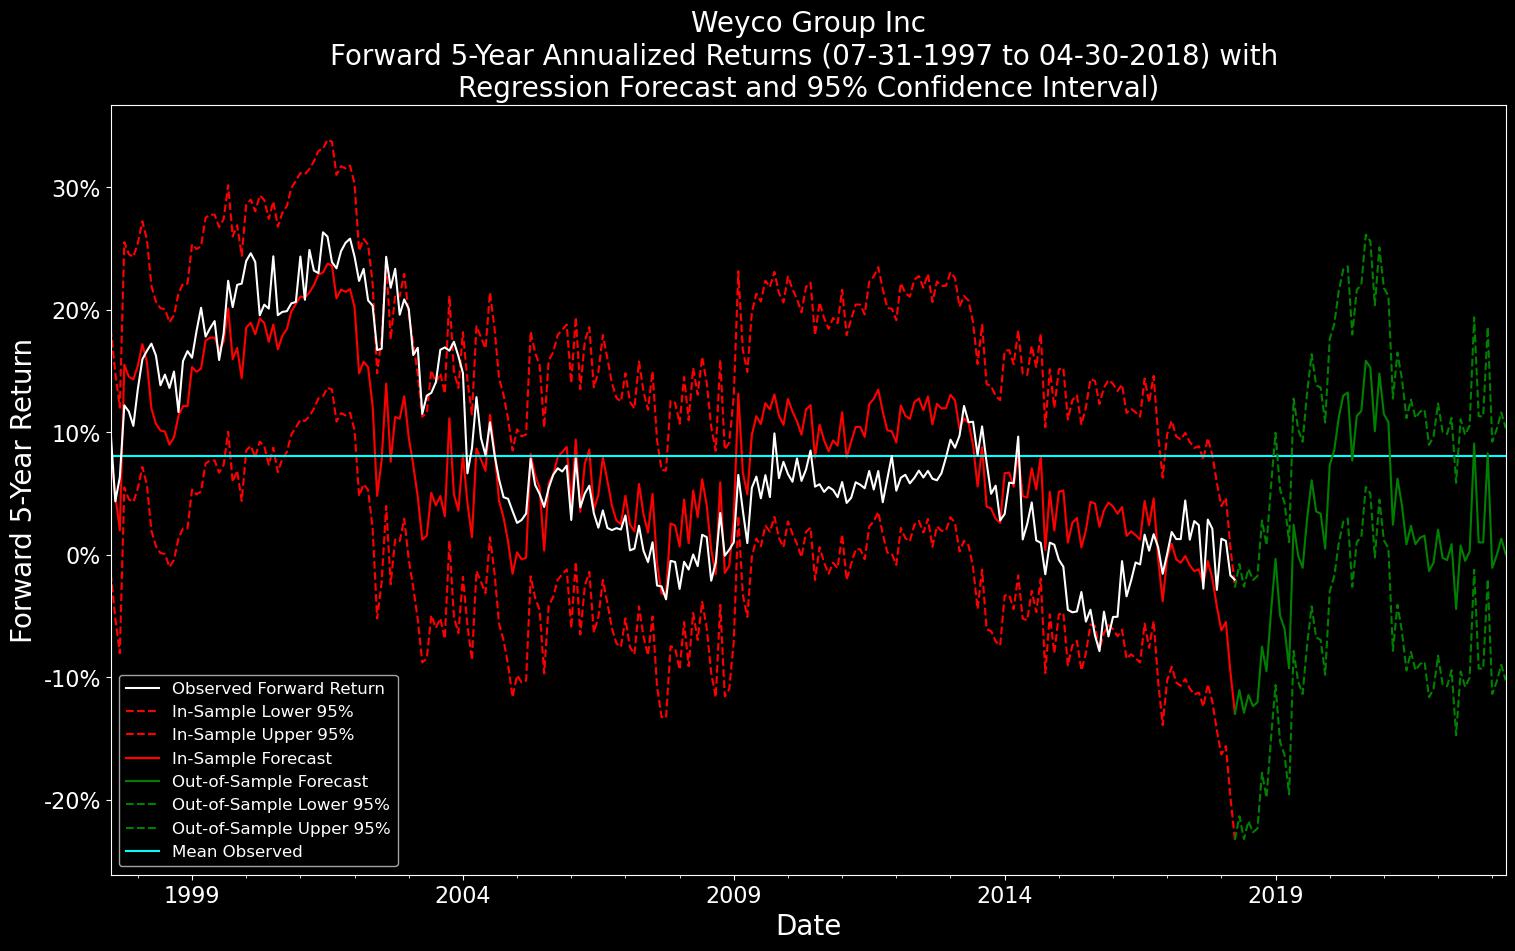 Weyco Group Inc
Forward 5-Year Annualized Returns (07-31-1997 to 04-30-2018) with
Regression Forecast and 95% Confidence Interval)
Forward 5-Year Return
30%
20%
10%
0%
-10%
-20%
Observed Forward Return
In-Sample Lower 95%
In-Sample Upper 95%
In-Sample Forecast
Out-of-Sample Forecast
Out-of-Sample Lower 95%
Out-of-Sample Upper 95%
Mean Observed
1999 2004 2009 2014 2019
Date